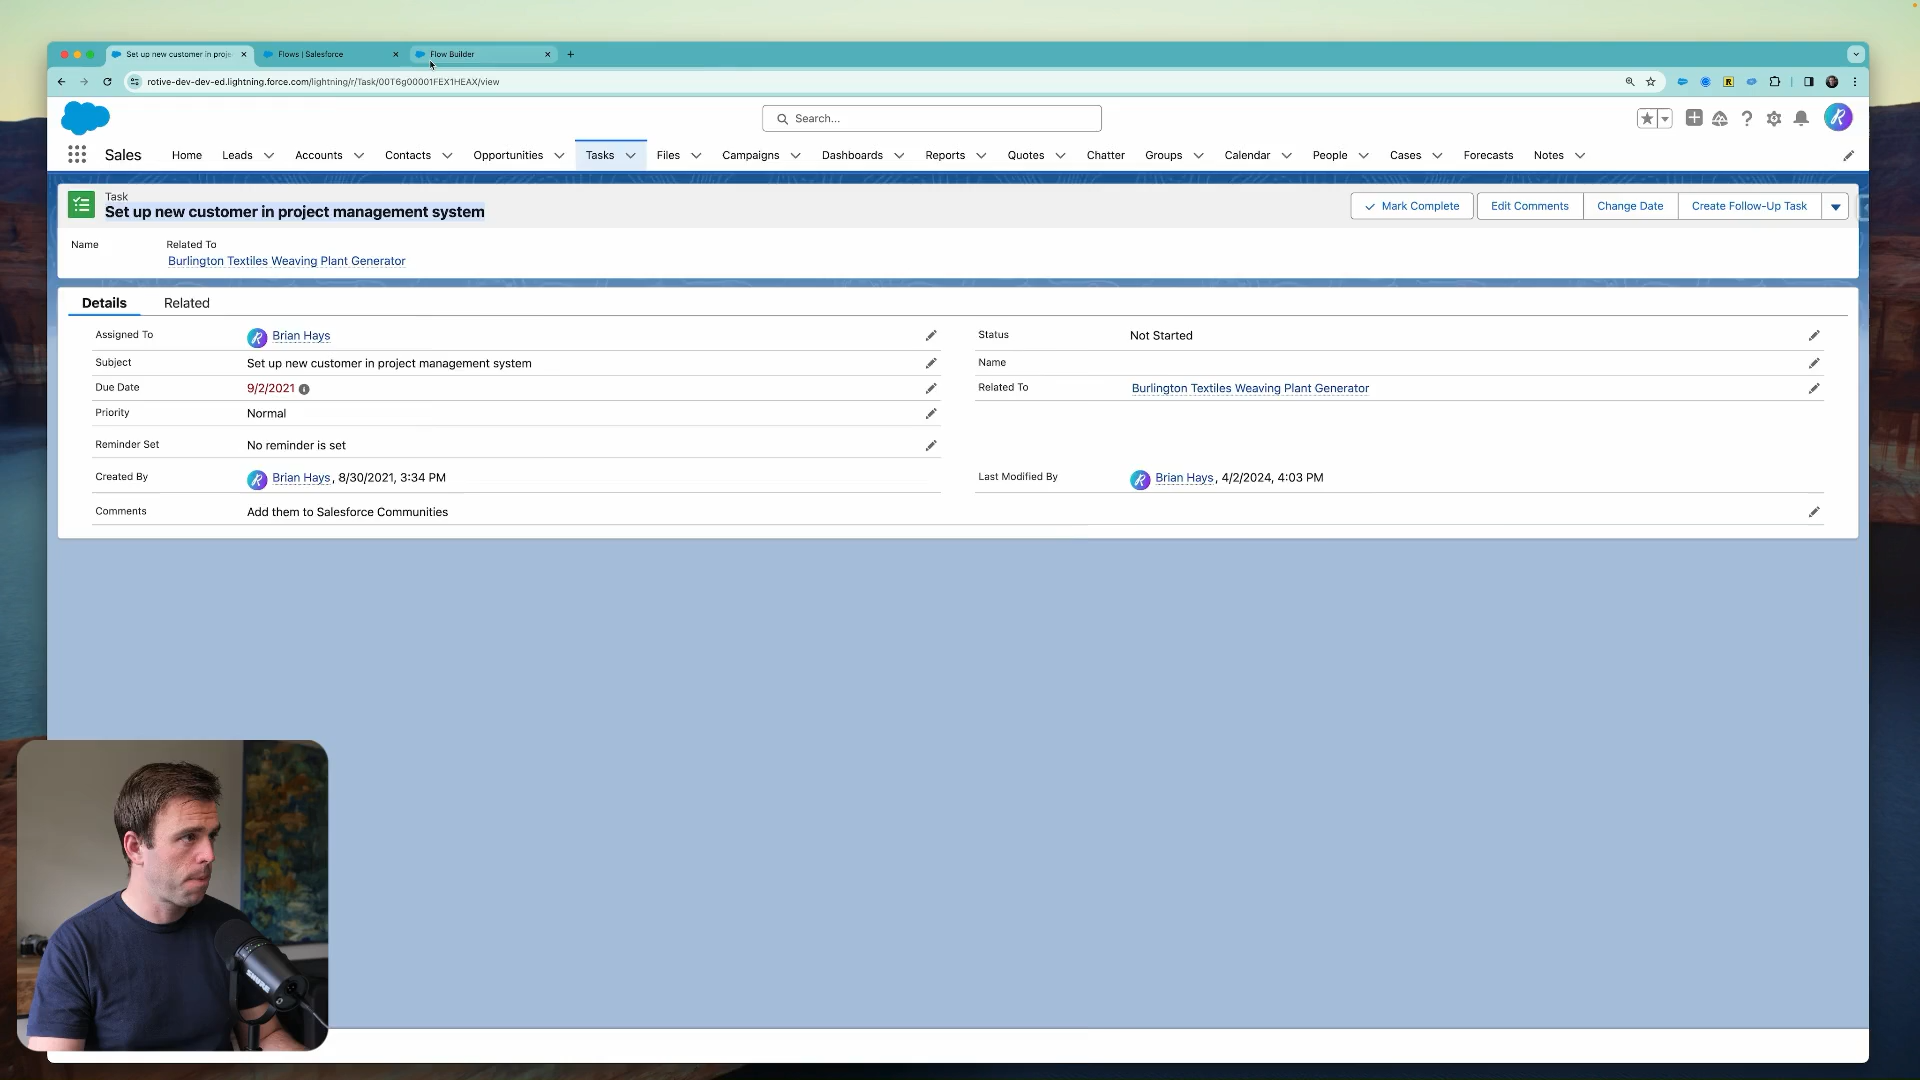 Set up new customer in proje
Flows | Salesforce
Flow Builder
rotive-dev-dev-ed.lightning.force.com/lightning/r/Task/00T6g00001FEX1HEAX/view
Search...
Sales
Home
Leads
Accounts
Contacts
Opportunities
Tasks
Files
Campaigns
Dashboards
Reports
Quotes
Chatter
Groups
Calendar
People
Cases
Forecasts
Notes
Task
Set up new customer in project management system
Mark Complete
Edit Comments
Change Date
Create Follow-Up Task
Name
Related To
Burlington Textiles Weaving Plant Generator
Details
Related
Assigned To
Brian Hays
Status
Not Started
Subject
Set up new customer in project management system
Name
Due Date
9/2/2021
Related To
Burlington Textiles Weaving Plant Generator
Priority
Normal
Reminder Set
No reminder is set
Created By
Brian Hays, 8/30/2021, 3:34 PM
Last Modified By
Brian Hays, 4/2/2024, 4:03 PM
Comments
Add them to Salesforce Communities
SHURE